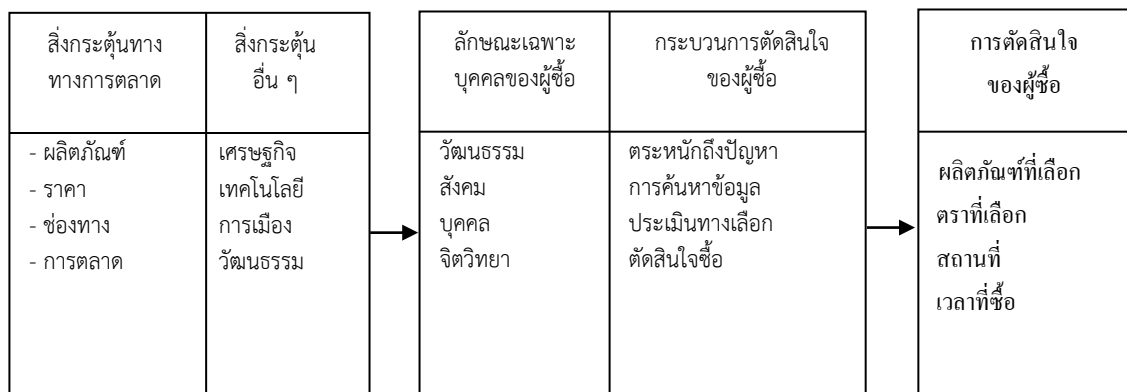 สิ่งกระตุ้นทาง
ทางการตลาด
สิ่งกระตุ้น
อื่น ๆ
- ผลิตภัณฑ์
- ราคา
- ช่องทาง
- การตลาด
เศรษฐกิจ
เทคโนโลยี
การเมือง
วัฒนธรรม
ลักษณะเฉพาะ
บุคคลของผู้ซื้อ
กระบวนการตัดสินใจ
ของผู้ซื้อ
วัฒนธรรม
สังคม
บุคคล
จิตวิทยา
ตระหนักถึงปัญหา
การค้นหาข้อมูล
ประเมินทางเลือก
ตัดสินใจซื้อ
การตัดสินใจ
ของผู้ซื้อ
ผลิตภัณฑ์ที่เลือก
ตราที่เลือก
สถานที่
เวลาที่ซื้อ